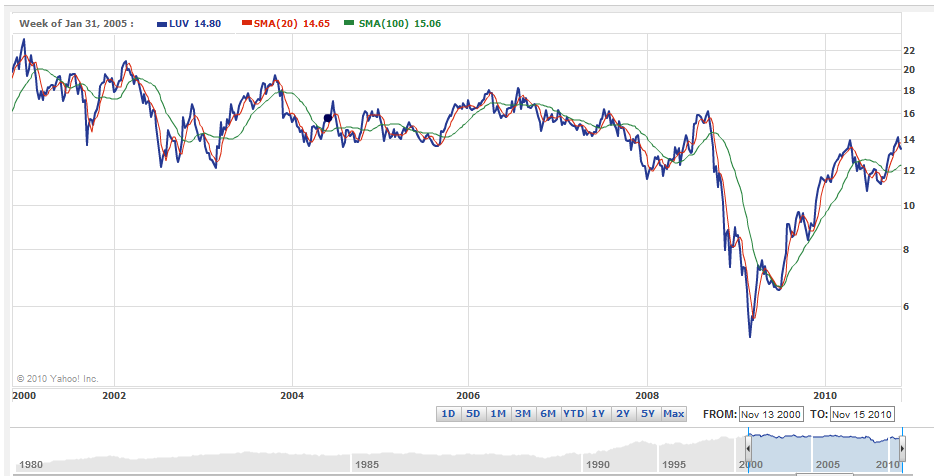 Week of Jan 31, 2005 : LUV 14.80 SMA(20) 14.65 SMA(100) 15.06
22
20
18
16
14
12
10
8
6
© 2010 Yahoo! Inc.
2000 2002 2004 2006 2008 2010
1D 5D 1M 3M 6M YTD 1Y 2Y 5Y Max FROM: Nov 13 2000 TO: Nov 15 2010
1980 1985 1990 1995 2000 2005 2010